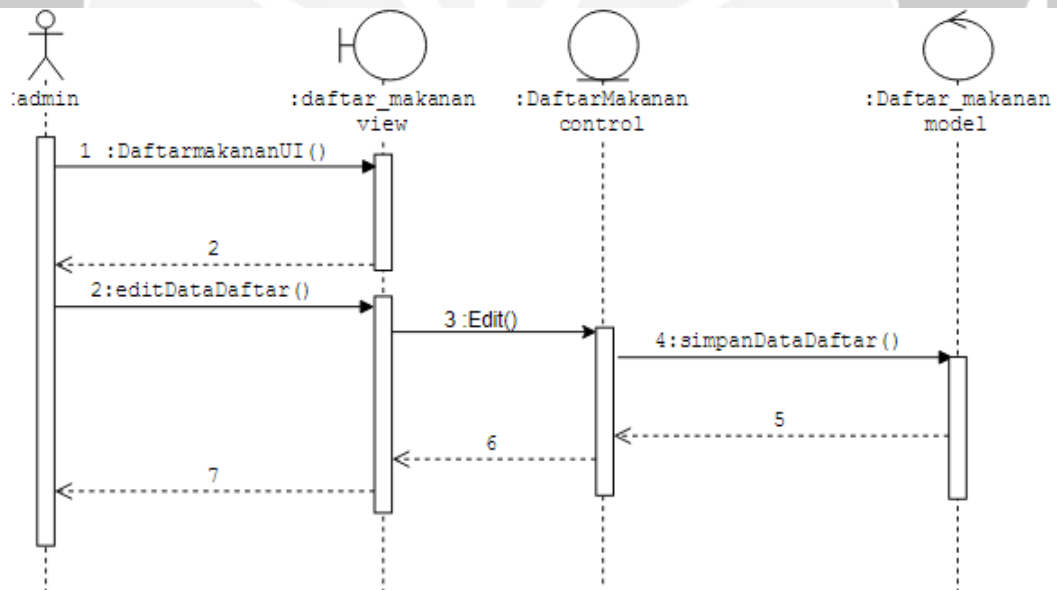 :admin
:daftar_makanan
view
:DaftarMakanan
control
:Daftar_makanan
model
1 :DaftarmakananUI()
2
2:editDataDaftar()
3 :Edit()
4:simpanDataDaftar()
5
6
7